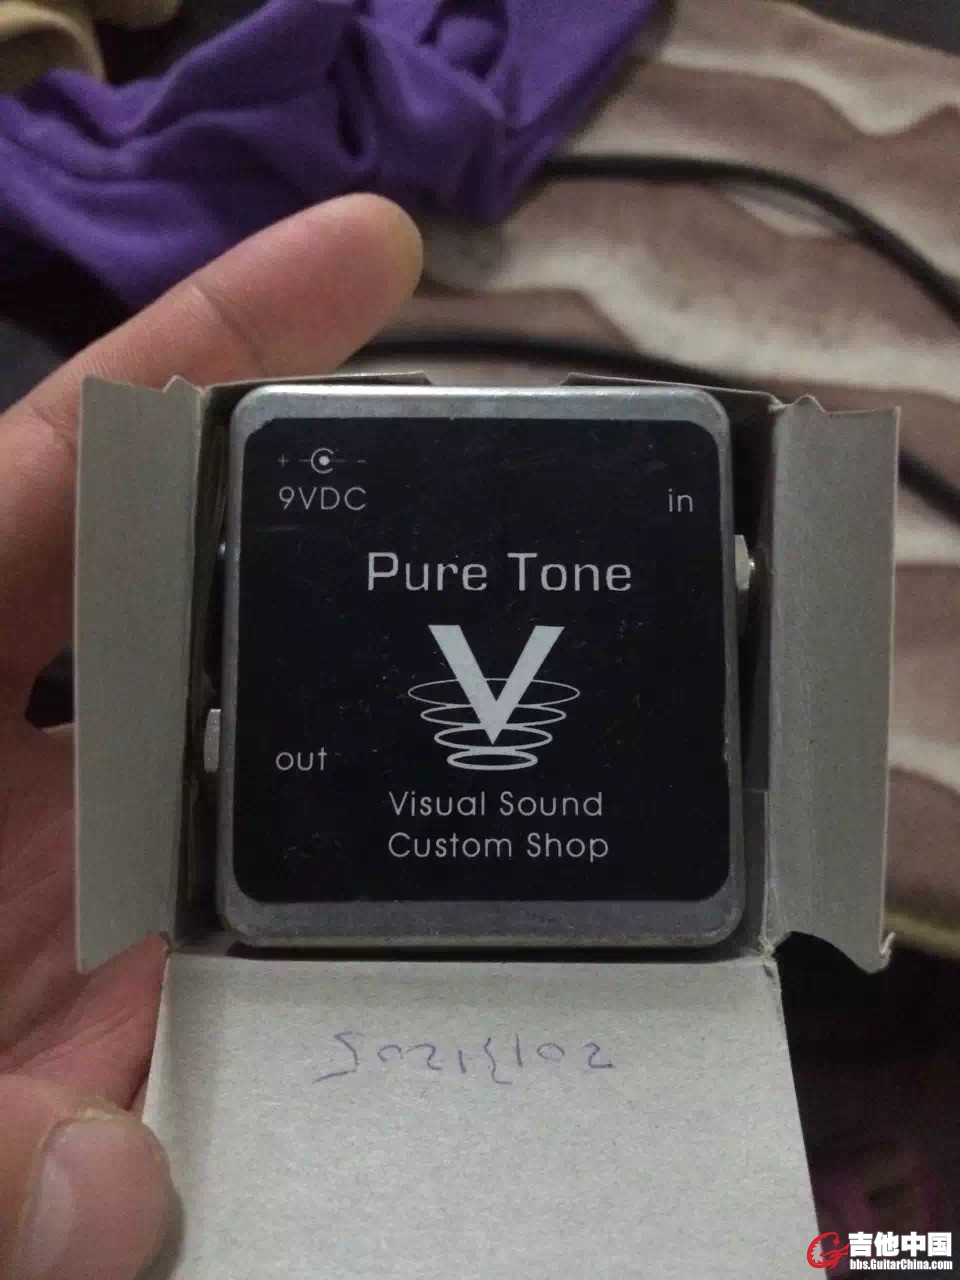 + -
9VDC
in
Pure Tone
V
out
Visual Sound
Custom Shop
吉他中国
bbs.GuitarChina.com